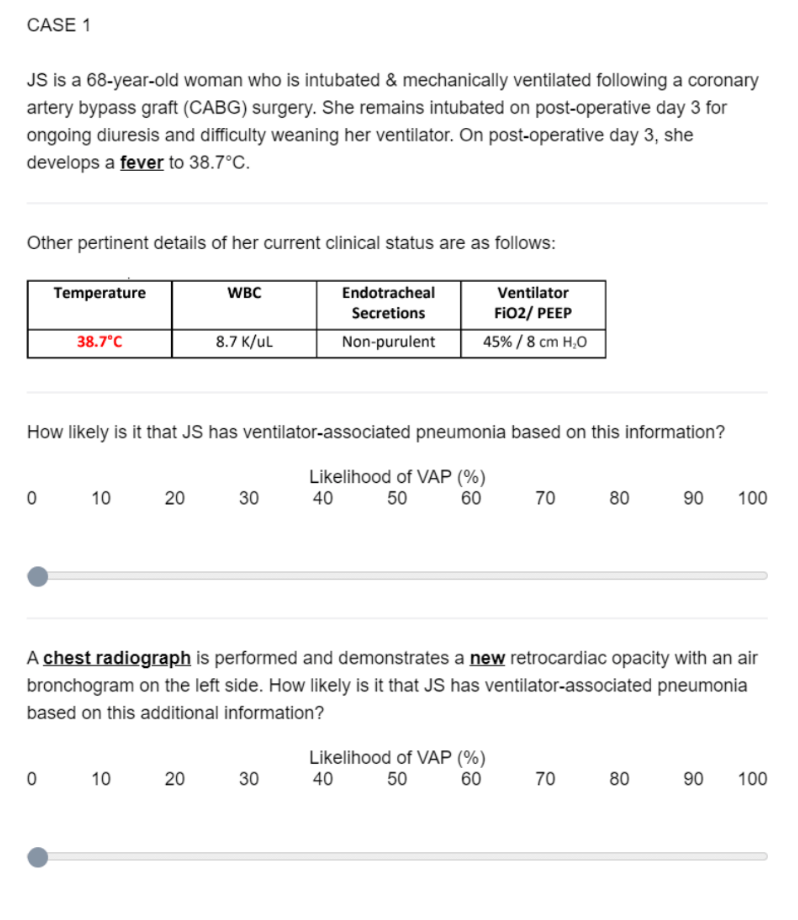 CASE 1
JS is a 68-year-old woman who is intubated & mechanically ventilated following a coronary
artery bypass graft (CABG) surgery. She remains intubated on post-operative day 3 for
ongoing diuresis and difficulty weaning her ventilator. On post-operative day 3, she
develops a fever to 38.7°C.
Other pertinent details of her current clinical status are as follows:
Temperature WBC Endotracheal Ventilator
Secretions FiO2/ PEEP
38.7°C 8.7 K/uL Non-purulent 45% / 8 cm H₂O
How likely is it that JS has ventilator-associated pneumonia based on this information?
Likelihood of VAP (%)
0 10 20 30 40 50 60 70 80 90 100
A chest radiograph is performed and demonstrates a new retrocardiac opacity with an air
bronchogram on the left side. How likely is it that JS has ventilator-associated pneumonia
based on this additional information?
Likelihood of VAP (%)
0 10 20 30 40 50 60 70 80 90 100